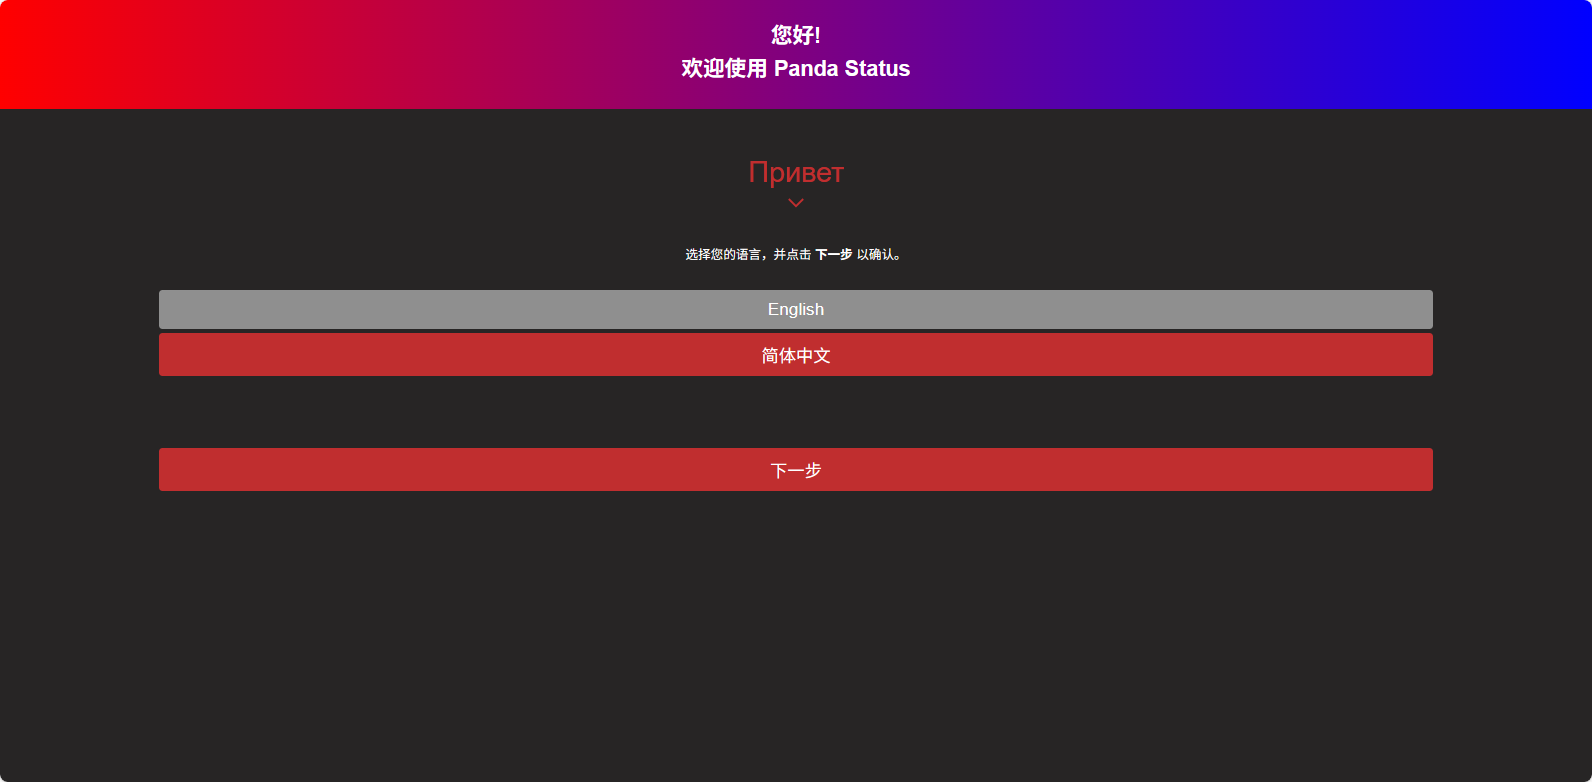 您好!
欢迎使用 Panda Status
Привет
选择您的语言，并点击 下一步 以确认。
English
简体中文
下一步